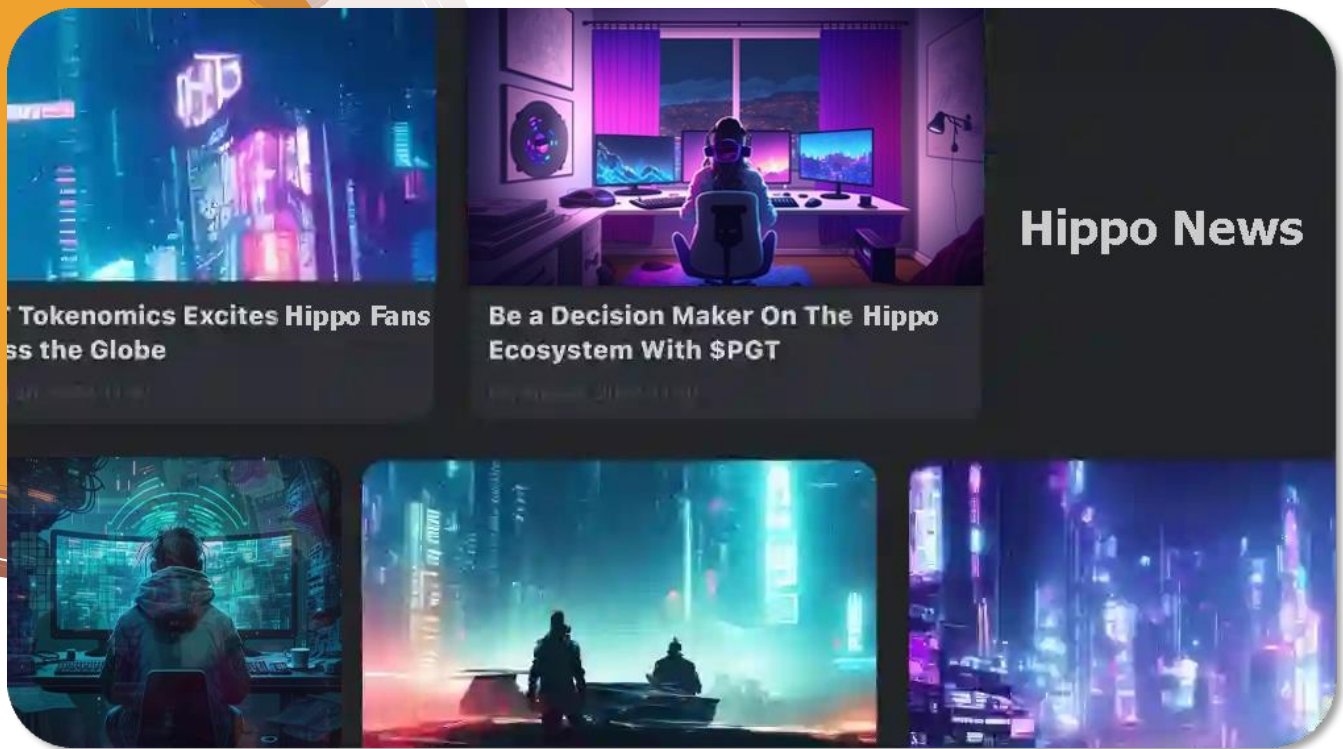 Hippo News
Tokenomics Excites Hippo Fans
ss the Globe
Be a Decision Maker On The Hippo
Ecosystem With $PGT